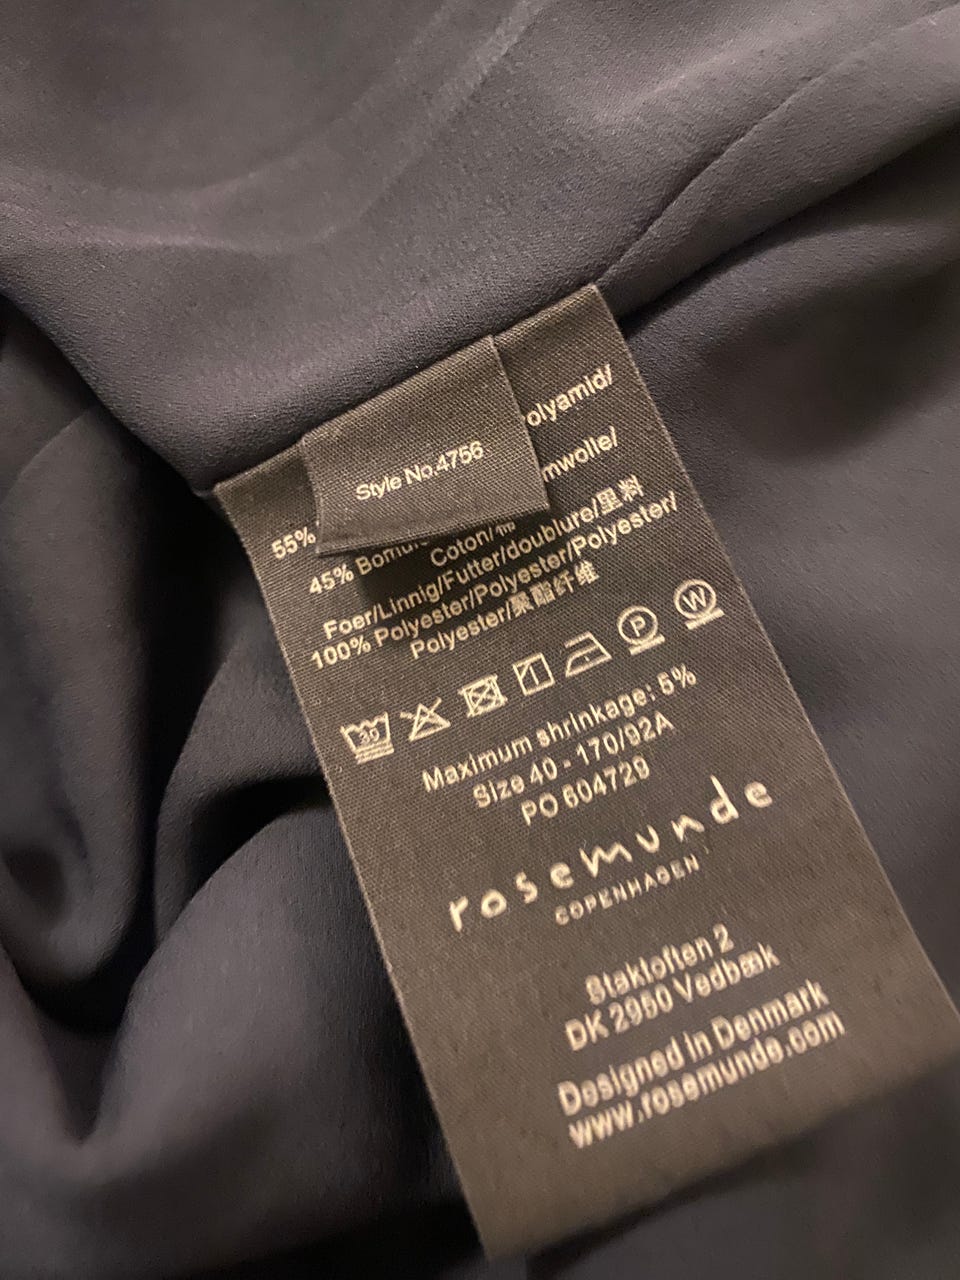 Style No.4756
55%
olyamid/
45% Bomu
mwolle/
Coton/棉
Foer/Linnig/Futter/doublure/里料
100% Polyester/Polyester/Polyester/
Polyester/聚酯纤维
30
P
W
Maximum shrinkage: 5%
Size 40 - 170/92A
PO 604729
rosemunde
COPENHAGEN
Staktoften 2
DK 2950 Vedbæk
Designed in Denmark
www.rosemunde.com